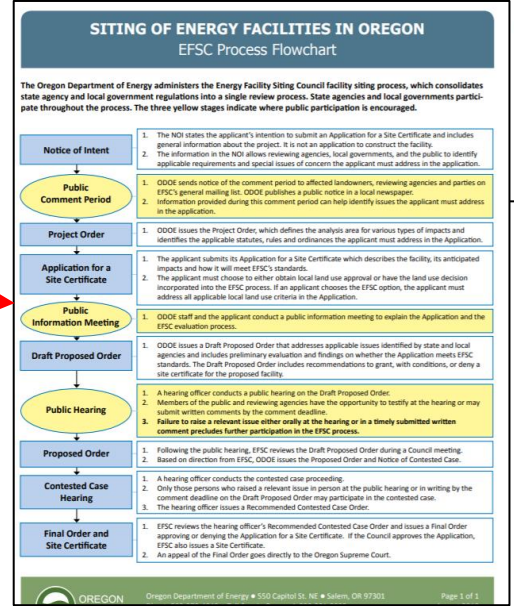 SITING OF ENERGY FACILITIES IN OREGON
EFSC Process Flowchart
The Oregon Department of Energy administers the Energy Facility Siting Council facility siting process, which consolidates
state agency and local government regulations into a single review process. State agencies and local governments partici-
pate throughout the process. The three yellow stages indicate where public participation is encouraged.
Notice of Intent
1. The NOI states the applicant's intention to submit an Application for a Site Certificate and includes
general information about the project. It is not an application to construct the facility.
2. The information in the NOI allows reviewing agencies, local governments, and the public to identify
applicable requirements and special issues of concern the applicant must address in the application.
Public
Comment Period
1. ODOE sends notice of the comment period to affected landowners, reviewing agencies and parties on
EFSC's general mailing list. ODOE publishes a public notice in a local newspaper.
2. Information provided during this comment period can help identify issues the applicant must address
in the application.
Project Order
1. ODOE issues the Project Order, which defines the analysis area for various types of impacts and
identifies the applicable statutes, rules and ordinances the applicant must address in the Application.
Application for a
Site Certificate
1. The applicant submits its Application for a Site Certificate which describes the facility, its anticipated
impacts and how it will meet EFSC's standards.
2. The applicant must choose to either obtain local land use approval or have the land use decision
incorporated into the EFSC process. If an applicant chooses the EFSC option, the applicant must
address all applicable local land use criteria in the Application.
Public
Information Meeting
1. ODOE staff and the applicant conduct a public information meeting to explain the Application and the
EFSC evaluation process.
Draft Proposed Order
1. ODOE issues a Draft Proposed Order that addresses applicable issues identified by state and local
agencies and includes preliminary evaluation and findings on whether the Application meets EFSC
standards. The Draft Proposed Order includes recommendations to grant, with conditions, or deny a
site certificate for the proposed facility.
Public Hearing
1. A hearing officer conducts a public hearing on the Draft Proposed Order.
2. Members of the public and reviewing agencies have the opportunity to testify at the hearing or may
submit written comments by the comment deadline.
3. Failure to raise a relevant issue either orally at the hearing or in a timely submitted written
comment precludes further participation in the EFSC process.
Proposed Order
1. Following the public hearing, EFSC reviews the Draft Proposed Order during a Council meeting.
2. Based on direction from EFSC, ODOE issues the Proposed Order and Notice of Contested Case.
Contested Case
Hearing
1. A hearing officer conducts the contested case proceeding.
2. Only those persons who raised a relevant issue in person at the public hearing or in writing by the
comment deadline on the Draft Proposed Order may participate in the contested case.
3. The hearing officer issues a Recommended Contested Case Order.
Final Order and
Site Certificate
1. EFSC reviews the hearing officer's Recommended Contested Case Order and issues a Final Order
approving or denying the Application for a Site Certificate. If the Council approves the Application,
EFSC also issues a Site Certificate.
2. An appeal of the Final Order goes directly to the Oregon Supreme Court.
OREGON
Oregon Department of Energy ● 550 Capitol St. NE ● Salem, OR 97301
Page 1 of 1